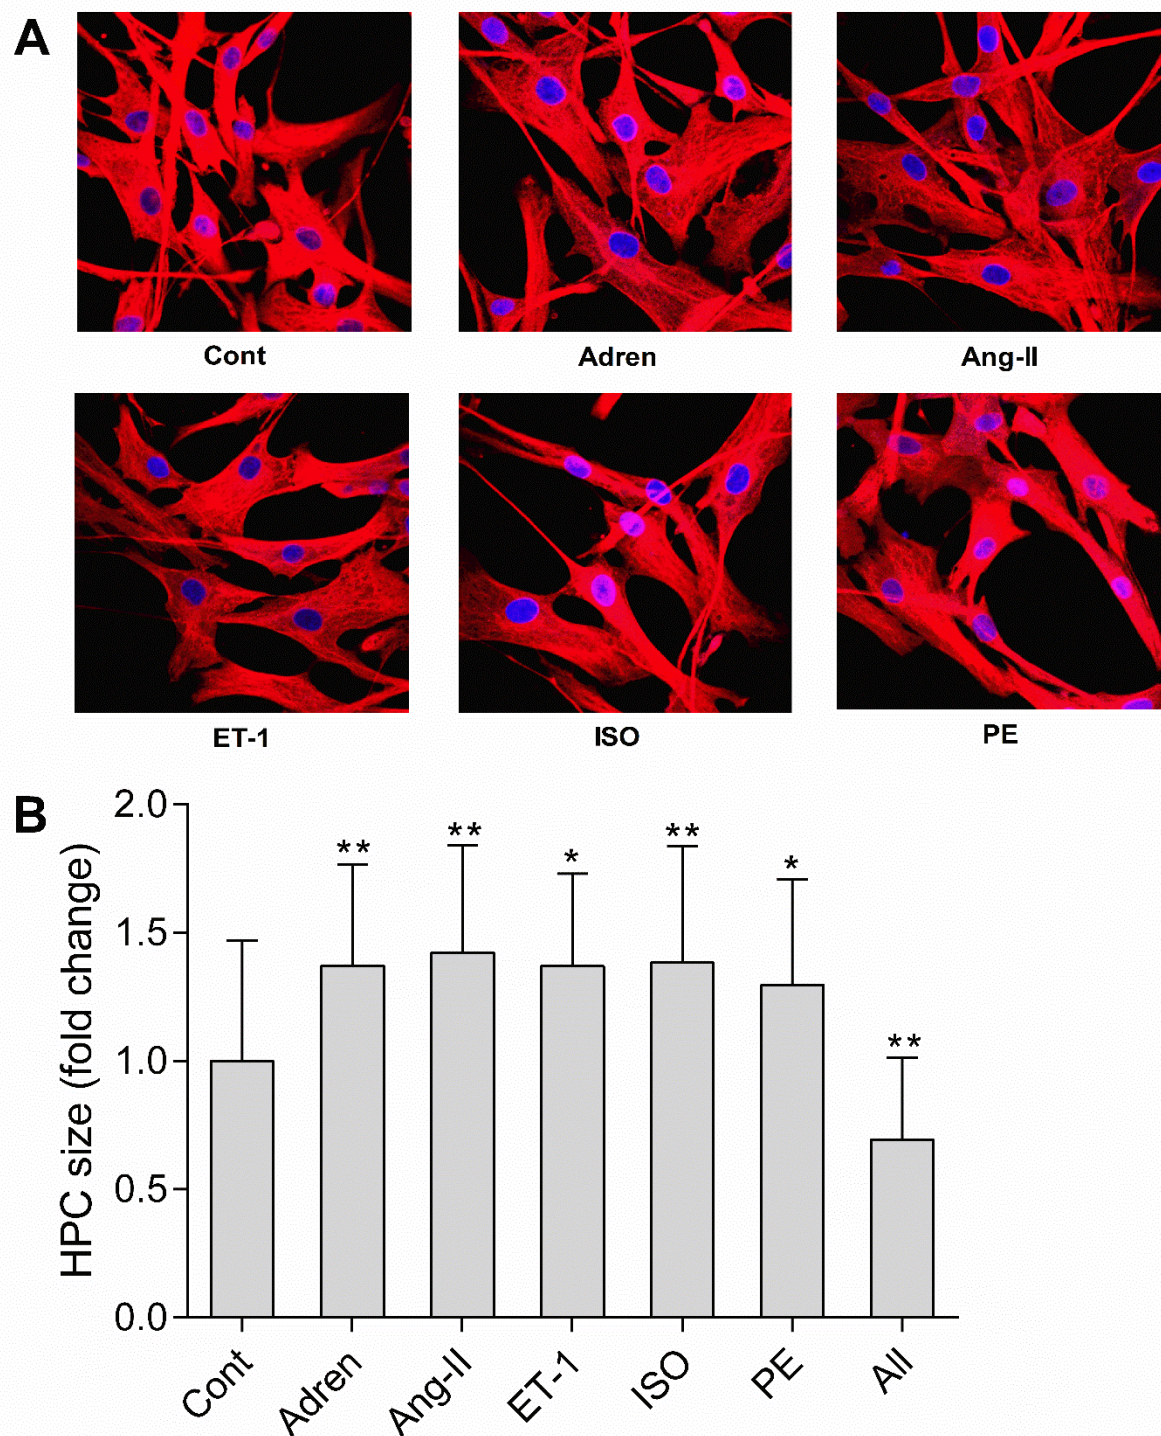 A
Cont
Adren
Ang-II
ET-1
ISO
PE
B
HPC size (fold change)
2.0
1.5
1.0
0.5
0.0
**
**
*
**
*
**
Cont
Adren
Ang-II
ET-1
ISO
PE
All